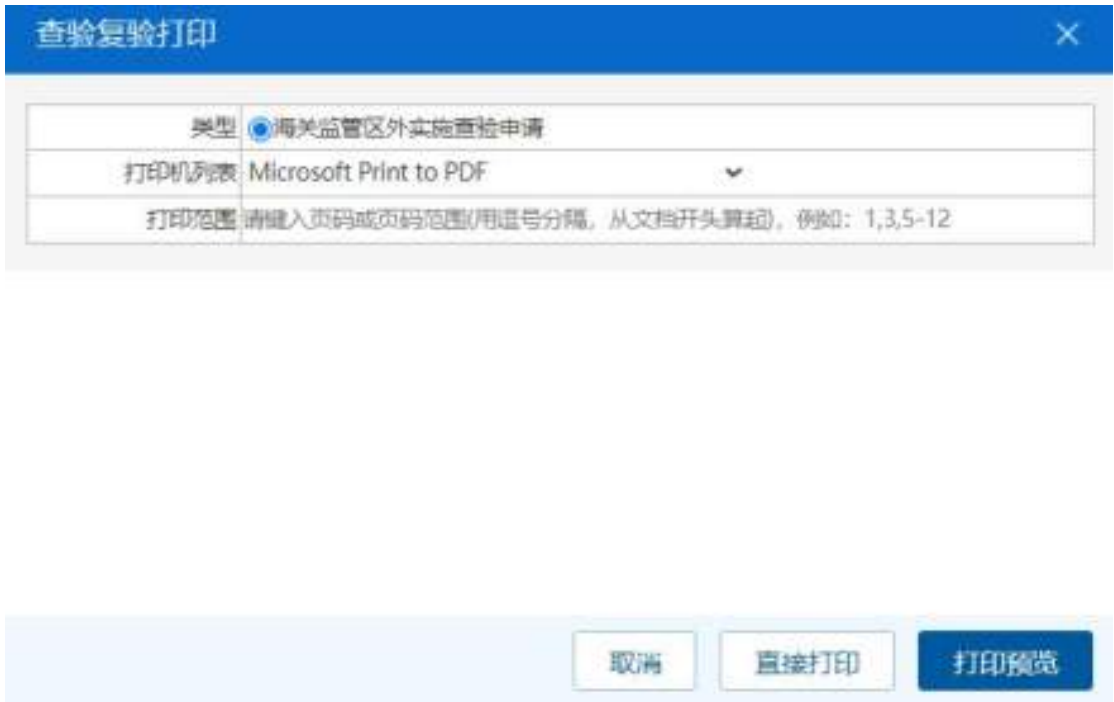 查验复验打印
类型 海关监管区外实施查验申请
打印机列表 Microsoft Print to PDF
打印范围 请键入页码或页码范围(用逗号分隔，从文档开头算起)，例如：1,3,5-12
取消 直接打印 打印预览